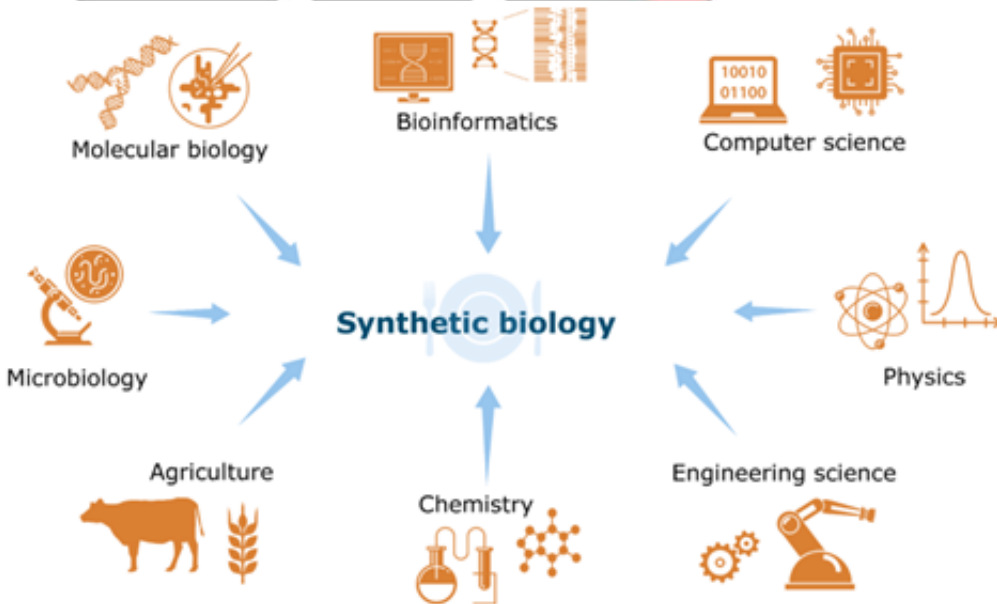 Molecular biology
Bioinformatics
Computer science
10010
01100
Microbiology
Synthetic biology
Physics
Agriculture
Chemistry
Engineering science